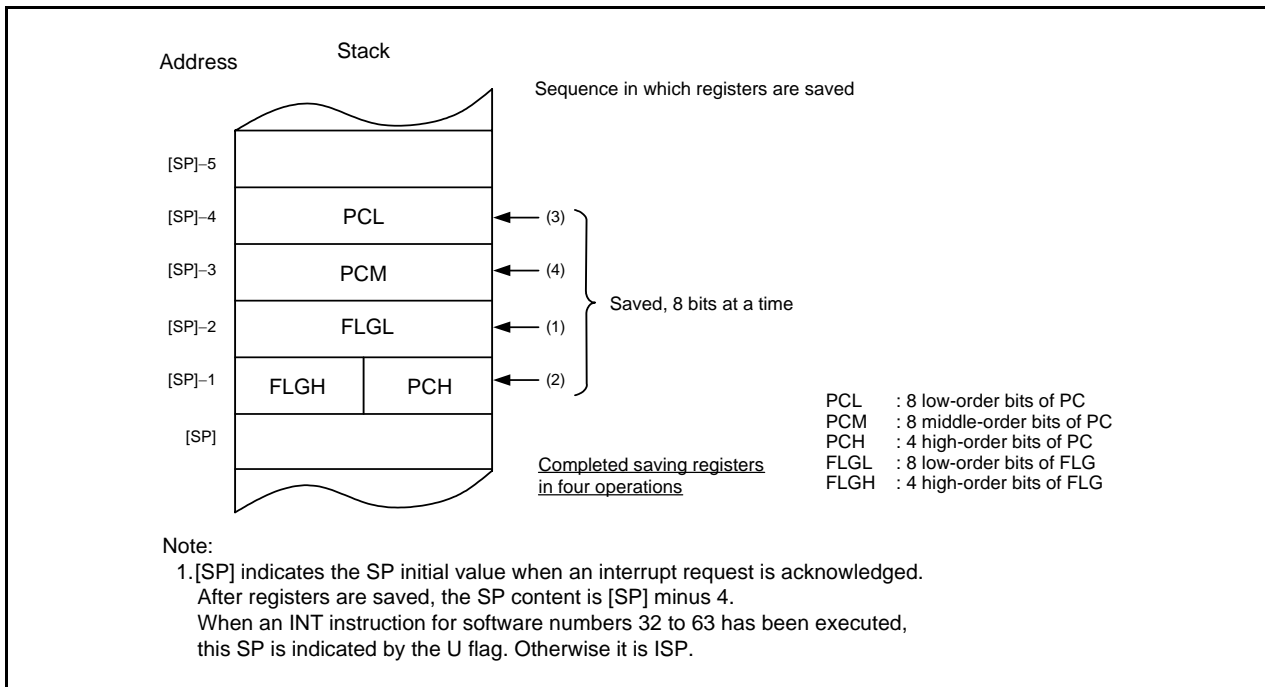 Stack
Address
Sequence in which registers are saved
[SP]−5
[SP]−4 PCL (3)
[SP]−3 PCM (4)
Saved, 8 bits at a time
[SP]−2 FLGL (1)
[SP]−1 FLGH PCH (2)
[SP]
PCL : 8 low-order bits of PC
PCM : 8 middle-order bits of PC
PCH : 4 high-order bits of PC
FLGL : 8 low-order bits of FLG
FLGH : 4 high-order bits of FLG
Completed saving registers
in four operations
Note:
1.[SP] indicates the SP initial value when an interrupt request is acknowledged.
After registers are saved, the SP content is [SP] minus 4.
When an INT instruction for software numbers 32 to 63 has been executed,
this SP is indicated by the U flag. Otherwise it is ISP.